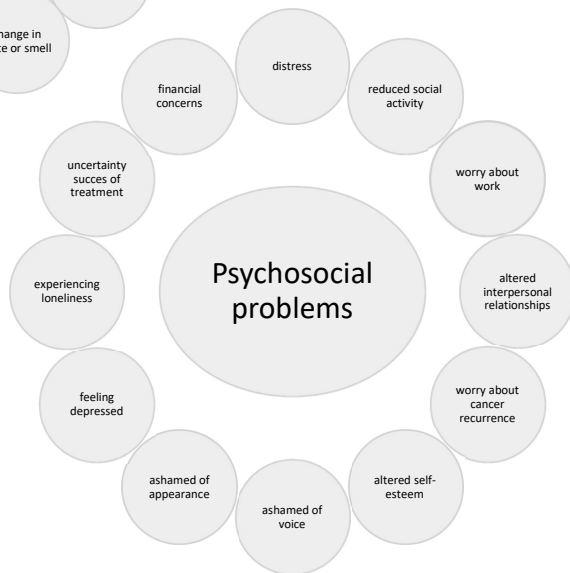 hange in
te or smell
distress
reduced social
activity
worry about
work
altered
interpersonal
relationships
worry about
cancer
recurrence
altered self-
esteem
ashamed of
voice
ashamed of
appearance
feeling
depressed
experiencing
loneliness
uncertainty
succes of
treatment
financial
concerns
Psychosocial
problems